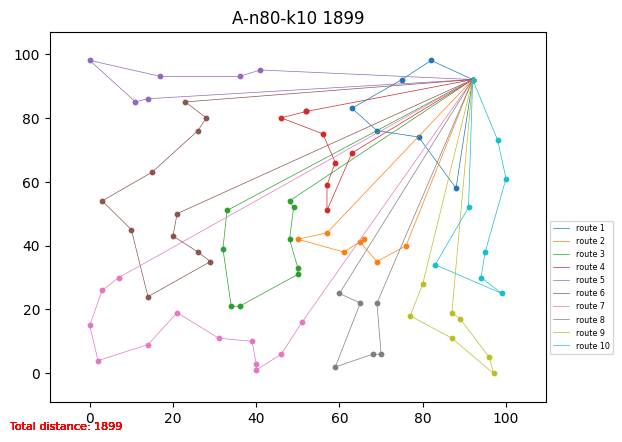 A-n80-k10 1899
100
80
60
40
20
0
0 20 40 60 80 100
route 1
route 2
route 3
route 4
route 5
route 6
route 7
route 8
route 9
route 10
Total distance: 1899